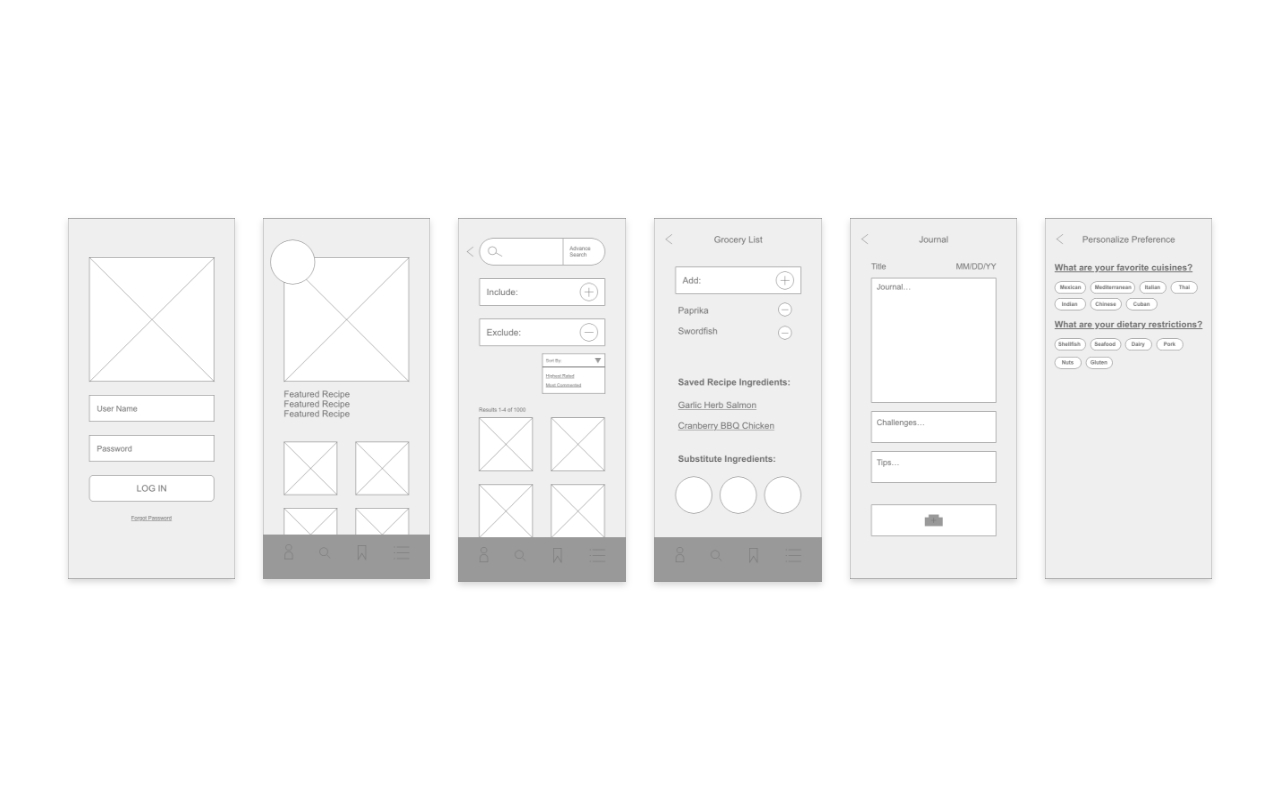 User Name
Password
LOG IN
Forgot Password
Featured Recipe
Featured Recipe
Featured Recipe
Advance
Search
Include:
Exclude:
Sort By:
Highest Rated
Most Commented
Results 1-4 of 1000
Grocery List
Add:
Paprika
Swordfish
Saved Recipe Ingredients:
Garlic Herb Salmon
Cranberry BBQ Chicken
Substitute Ingredients:
Journal
Title MM/DD/YY
Journal...
Challenges...
Tips...
Personalize Preference
What are your favorite cuisines?
Mexican Mediterranean Italian Thai
Indian Chinese Cuban
What are your dietary restrictions?
Shellfish Seafood Dairy Pork
Nuts Gluten